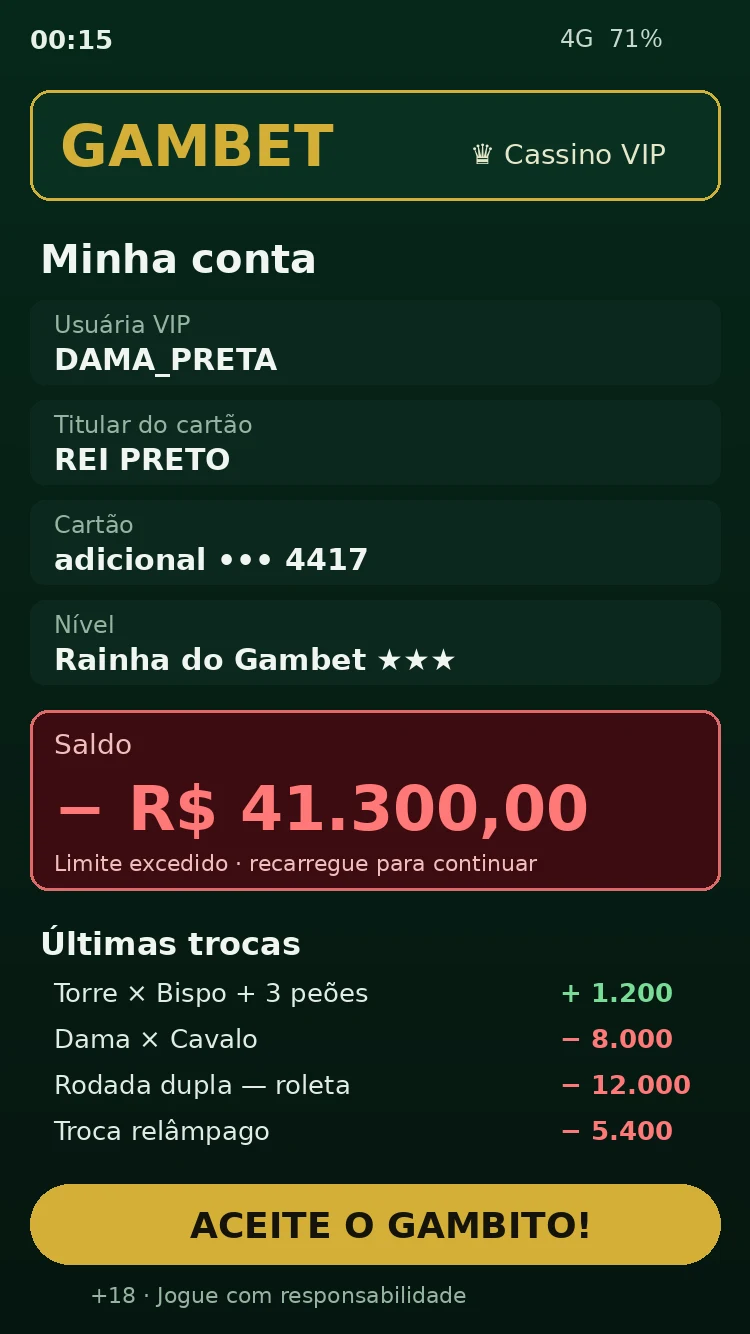 00:15 4G 71%
GAMBET ♛ Cassino VIP
Minha conta
Usuária VIP
DAMA_PRETA
Titular do cartão
REI PRETO
Cartão
adicional ••• 4417
Nível
Rainha do Gambet ★★★
Saldo
− R$ 41.300,00
Limite excedido · recarregue para continuar
Últimas trocas
Torre × Bispo + 3 peões + 1.200
Dama × Cavalo − 8.000
Rodada dupla — roleta − 12.000
Troca relâmpago − 5.400
ACEITE O GAMBITO!
+18 · Jogue com responsabilidade